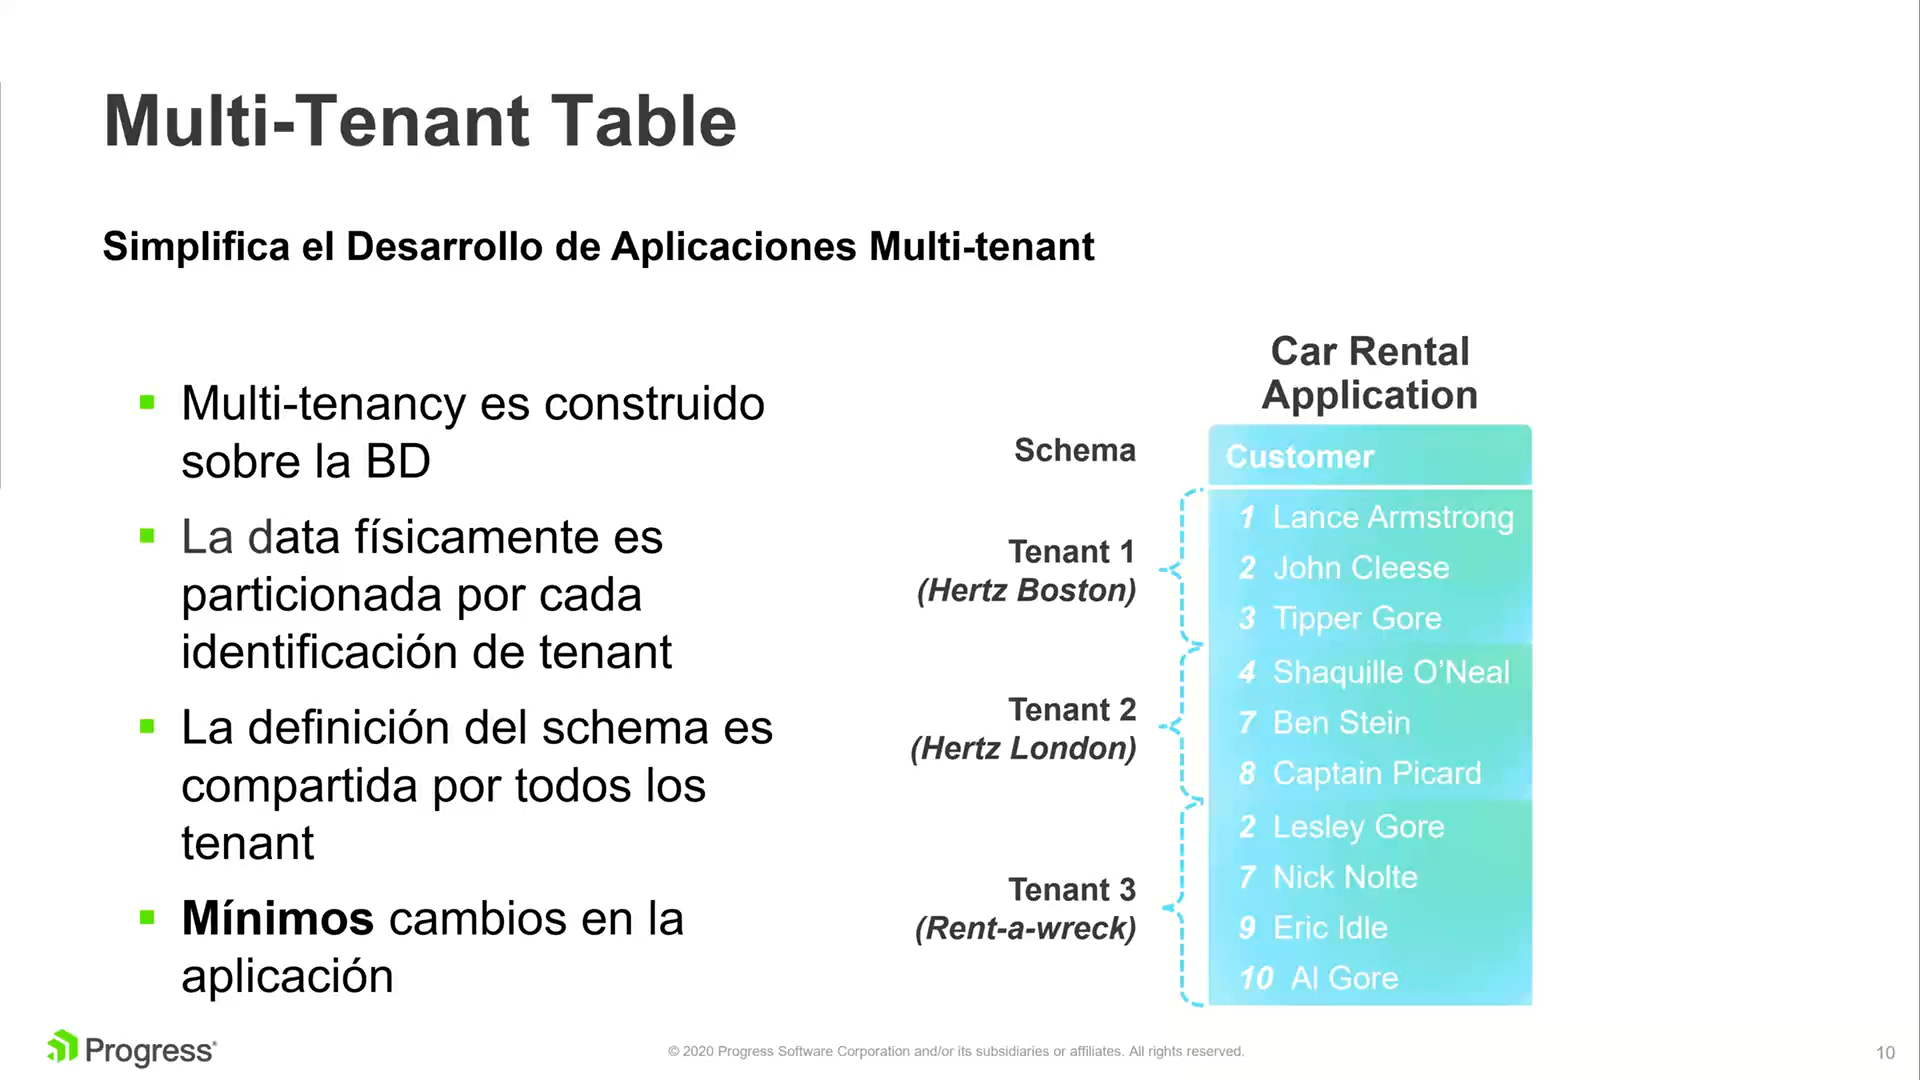 Multi-Tenant Table
Simplifica el Desarrollo de Aplicaciones Multi-tenant
▪ Multi-tenancy es construido
sobre la BD
▪ La data físicamente es
particionada por cada
identificación de tenant
▪ La definición del schema es
compartida por todos los
tenant
▪ Mínimos cambios en la
aplicación
Car Rental
Application
Schema
Customer
Tenant 1
(Hertz Boston)
1 Lance Armstrong
2 John Cleese
3 Tipper Gore
Tenant 2
(Hertz London)
4 Shaquille O’Neal
7 Ben Stein
8 Captain Picard
Tenant 3
(Rent-a-wreck)
2 Lesley Gore
7 Nick Nolte
9 Eric Idle
10 Al Gore
Progress
© 2020 Progress Software Corporation and/or its subsidiaries or affiliates. All rights reserved.
10